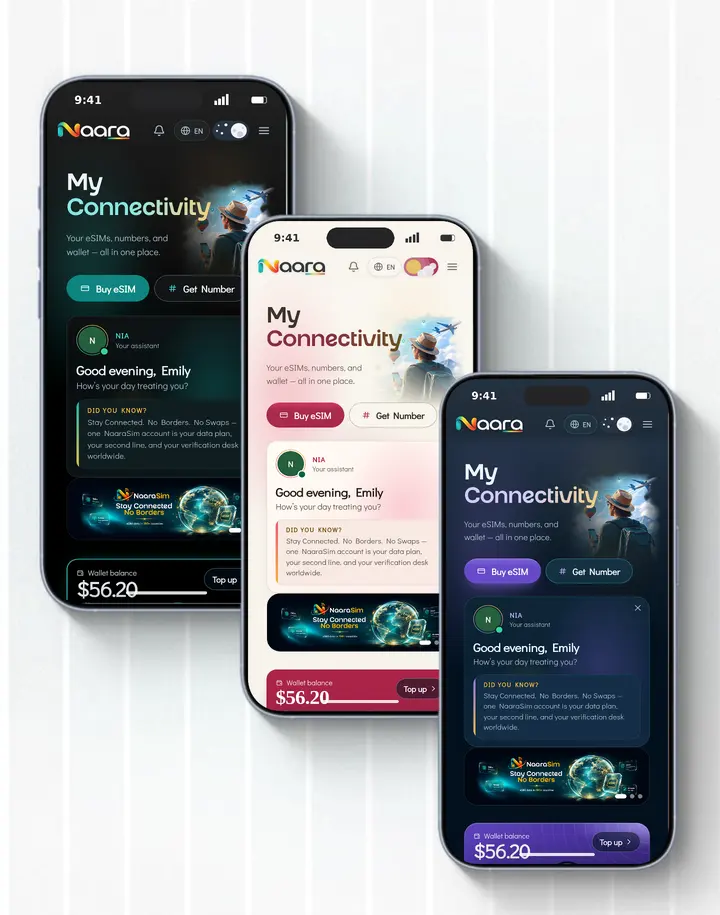 9:41
Naara
EN
My
Connectivity
Your eSIMs, numbers, and
wallet — all in one place.
Buy eSIM
# Get Number
N
NIA
Your assistant
Good evening, Emily
How's your day treating you?
DID YOU KNOW?
Stay Connected. No Borders. No Swaps —
one NaaraSim account is your data plan,
your second line, and your verification desk
worldwide.
NaaraSim
Stay Connected
No Borders
Wallet balance
$56.20
Top up
9:41
Naara
EN
My
Connectivity
Your eSIMs, numbers, and
wallet — all in one place.
Buy eSIM
# Get Number
N
NIA
Your assistant
Good evening, Emily
How's your day treating you?
DID YOU KNOW?
Stay Connected. No Borders. No Swaps —
one NaaraSim account is your data plan,
your second line, and your verification desk
worldwide.
NaaraSim
Stay Connected
No Borders
Wallet balance
$56.20
Top up >
9:41
Naara
EN
My
Connectivity
Your eSIMs, numbers, and
wallet — all in one place.
Buy eSIM
# Get Number
N
NIA
Your assistant
Good evening, Emily
How's your day treating you?
DID YOU KNOW?
Stay Connected. No Borders. No Swaps —
one NaaraSim account is your data plan,
your second line, and your verification desk
worldwide.
NaaraSim
Stay Connected
No Borders
Wallet balance
$56.20
Top up >